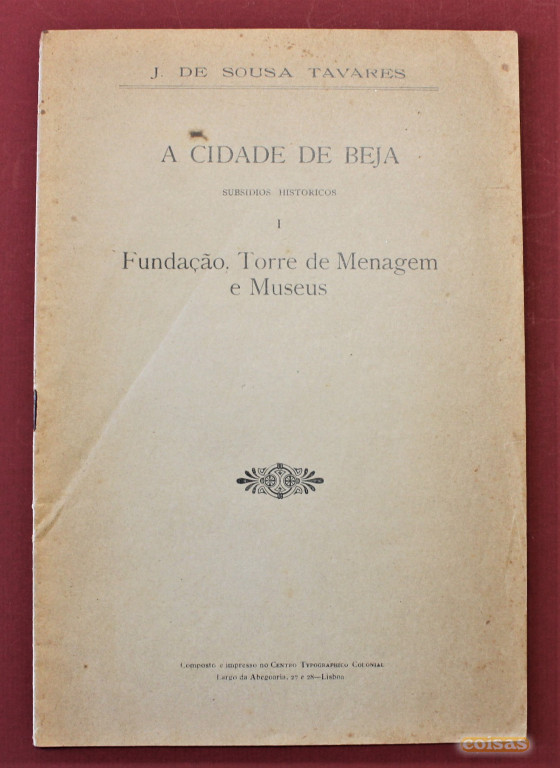 J. DE SOUSA TAVARES
A CIDADE DE BEJA
SUBSIDIOS HISTORICOS
I
Fundação, Torre de Menagem
e Museus
Composto e impresso no Centro Typographico Colonial
Largo da Abegoaria, 27 e 28—Lisboa
coisas